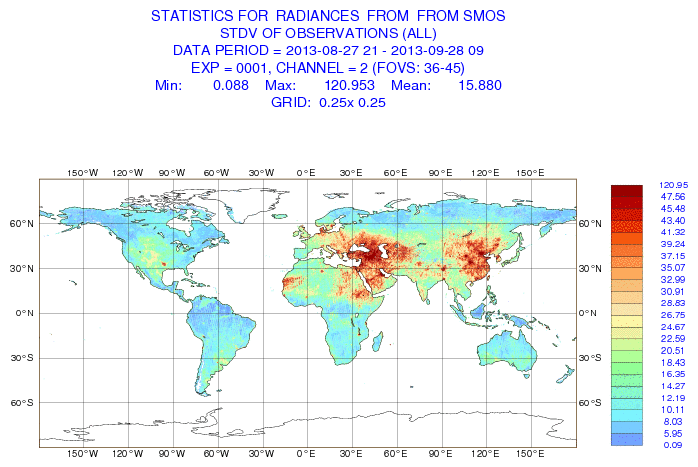 STATISTICS FOR RADIANCES FROM FROM SMOS
STDV OF OBSERVATIONS (ALL)
DATA PERIOD = 2013-08-27 21 - 2013-09-28 09
EXP = 0001, CHANNEL = 2 (FOVS: 36-45)
Min: 0.088 Max: 120.953 Mean: 15.880
GRID: 0.25x 0.25
150°W 120°W 90°W 60°W 30°W 0°E 30°E 60°E 90°E 120°E 150°E
60°N 60°N
30°N 30°N
0°N 0°N
30°S 30°S
60°S 60°S
150°W 120°W 90°W 60°W 30°W 0°E 30°E 60°E 90°E 120°E 150°E
120.95
47.56
45.48
43.40
41.32
39.24
37.15
35.07
32.99
30.91
28.83
26.75
24.67
22.59
20.51
18.43
16.35
14.27
12.19
10.11
8.03
5.95
0.09